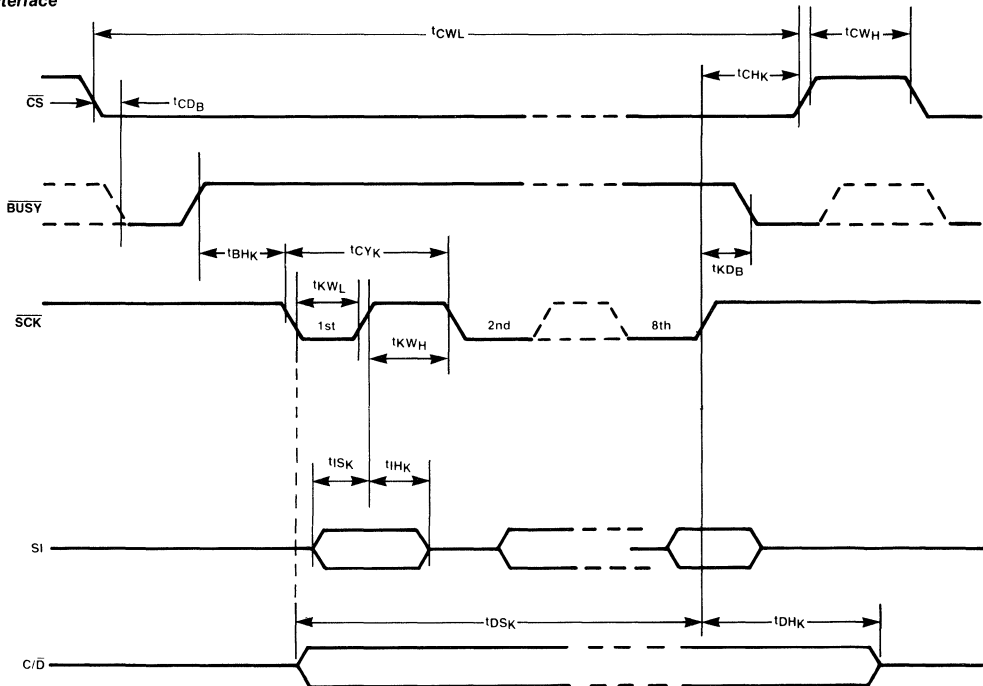 tCWL
tCWH
tCHK
CS
tCDB
BUSY
tBHK
tCYK
tKDB
tKWL
SCK
1st
2nd
8th
tKWH
tISK
tIHK
SI
tDSK
tDHK
C/D